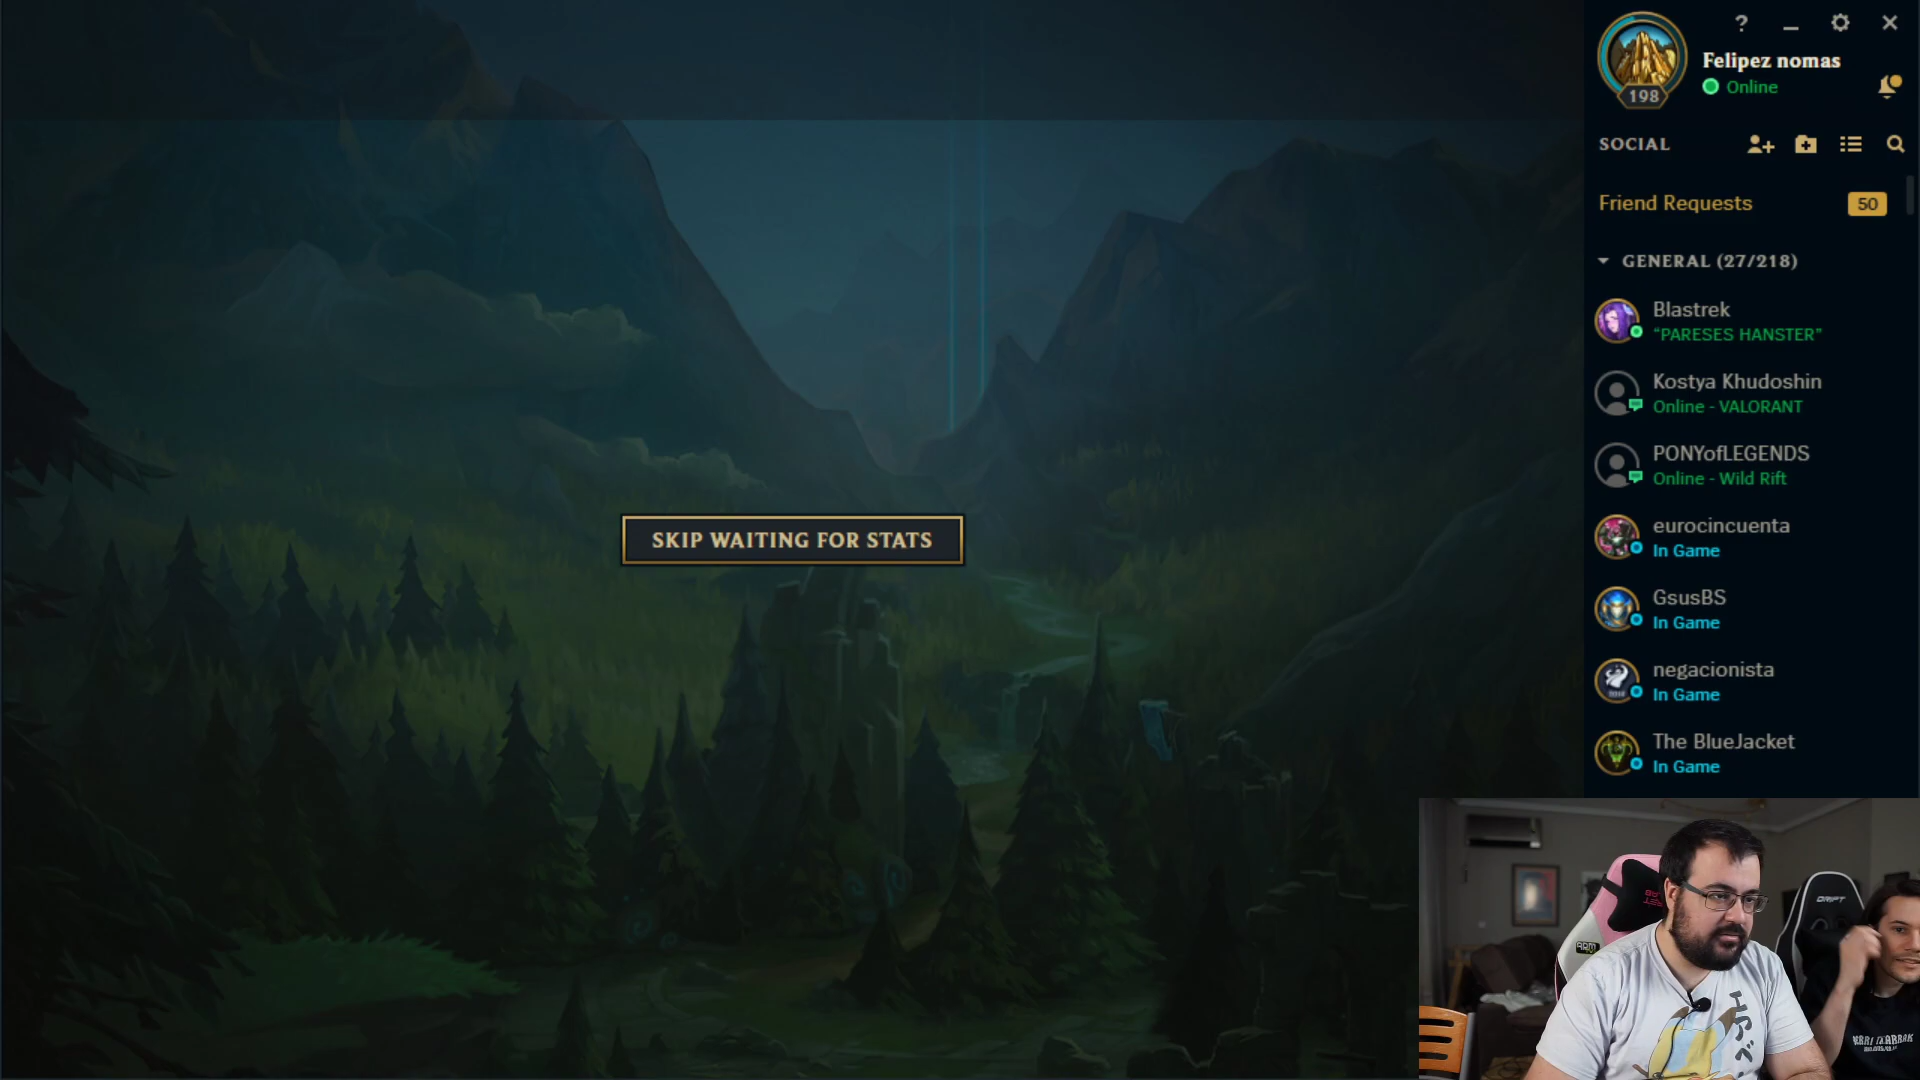 Felipez nomas
Online
198
SOCIAL
Friend Requests
50
GENERAL (27/218)
Blastrek
“PARESES HANSTER”
Kostya Khudoshin
Online - VALORANT
PONYofLEGENDS
Online - Wild Rift
eurocincuenta
In Game
GsusBS
In Game
negacionista
In Game
The BlueJacket
In Game
SKIP WAITING FOR STATS
DRIFT